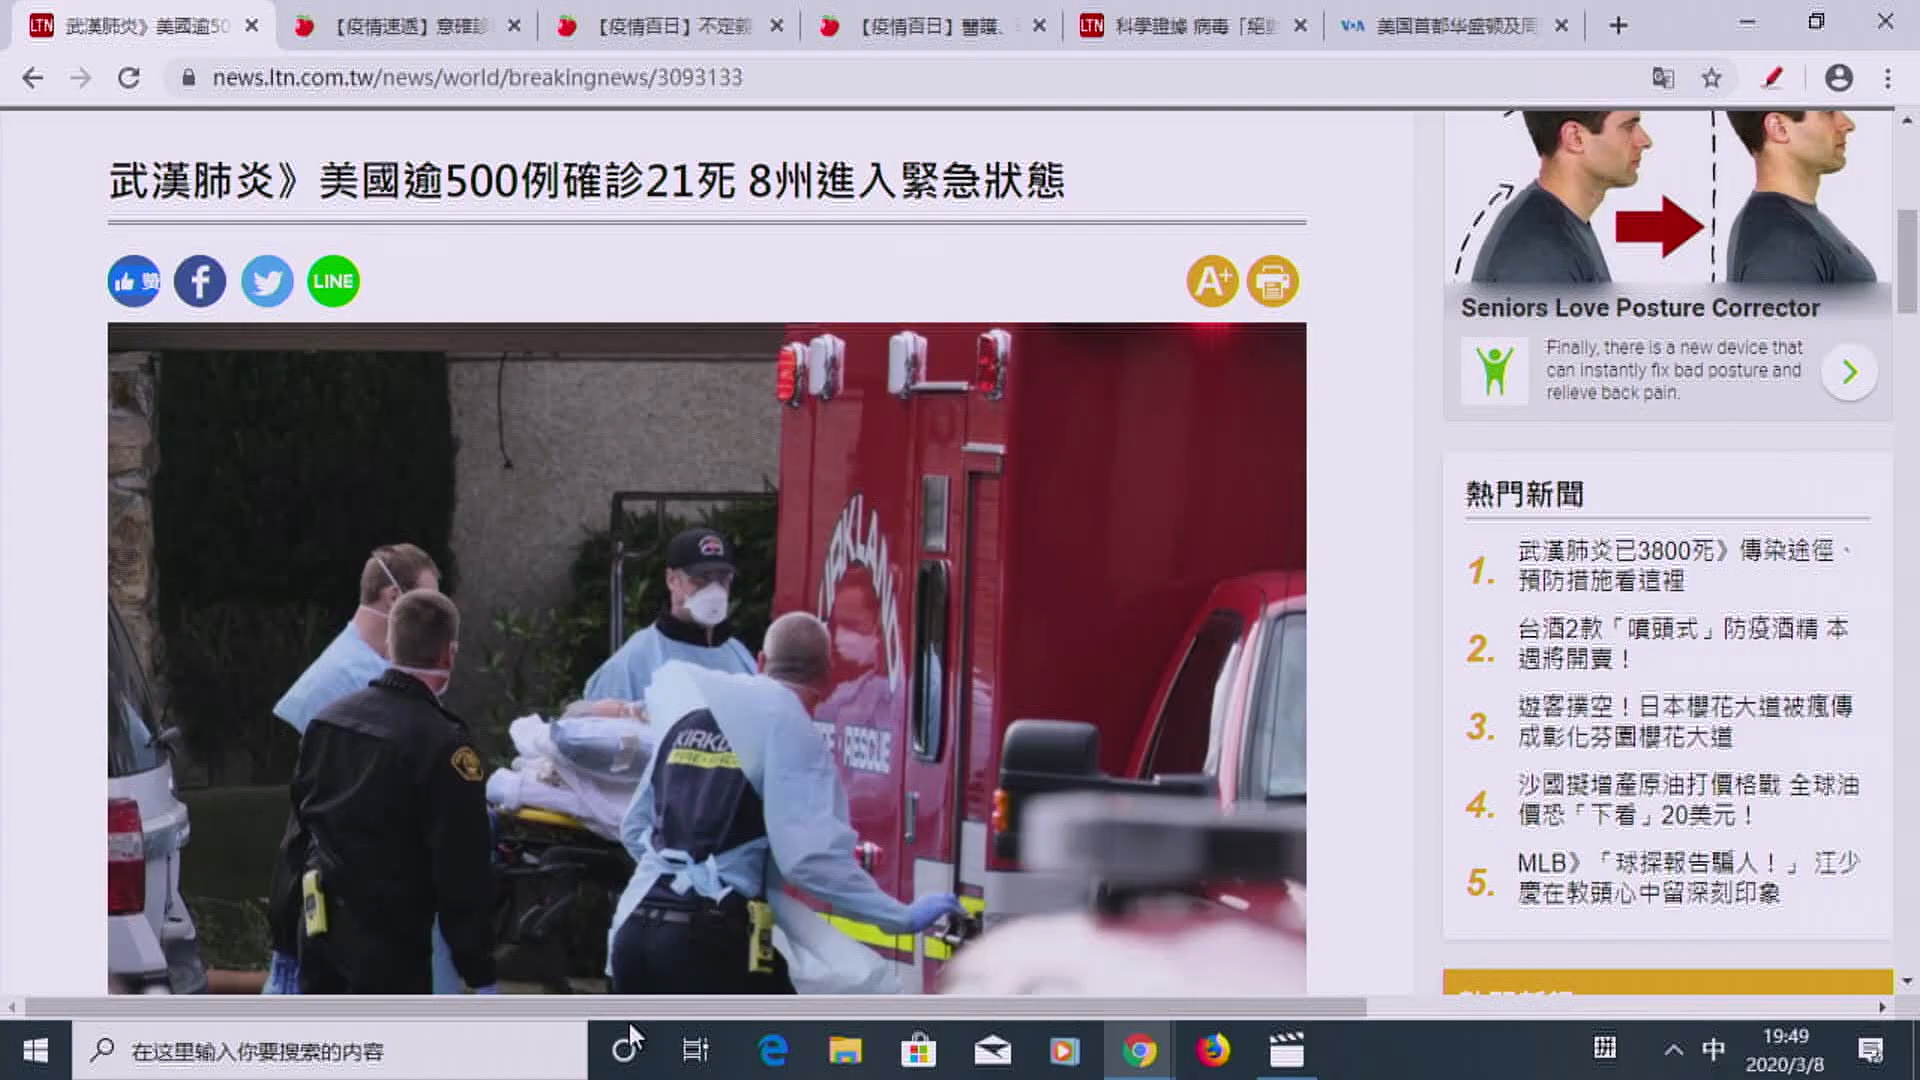 武漢肺炎》美國逾50
【疫情速遞】意確診
【疫情百日】不定義
【疫情百日】醫護、
科學證據 病毒「絕
美国首都华盛顿及周
news.ltn.com.tw/news/world/breakingnews/3093133
武漢肺炎》美國逾500例確診21死 8州進入緊急狀態
讚
LINE
A+
KIRKLAND
RESCUE
KIRKL
Seniors Love Posture Corrector
Finally, there is a new device that
can instantly fix bad posture and
relieve back pain.
熱門新聞
1. 武漢肺炎已3800死》傳染途徑、
預防措施看這裡
2. 台酒2款「噴頭式」防疫酒精 本
週將開賣！
3. 遊客撲空！日本櫻花大道被瘋傳
成彰化芬園櫻花大道
4. 沙國擬增產原油打價格戰 全球油
價恐「下看」20美元！
5. MLB》「球探報告騙人！」 江少
慶在教頭心中留深刻印象
在这里输入你要搜索的内容
拼
中
19:49
2020/3/8